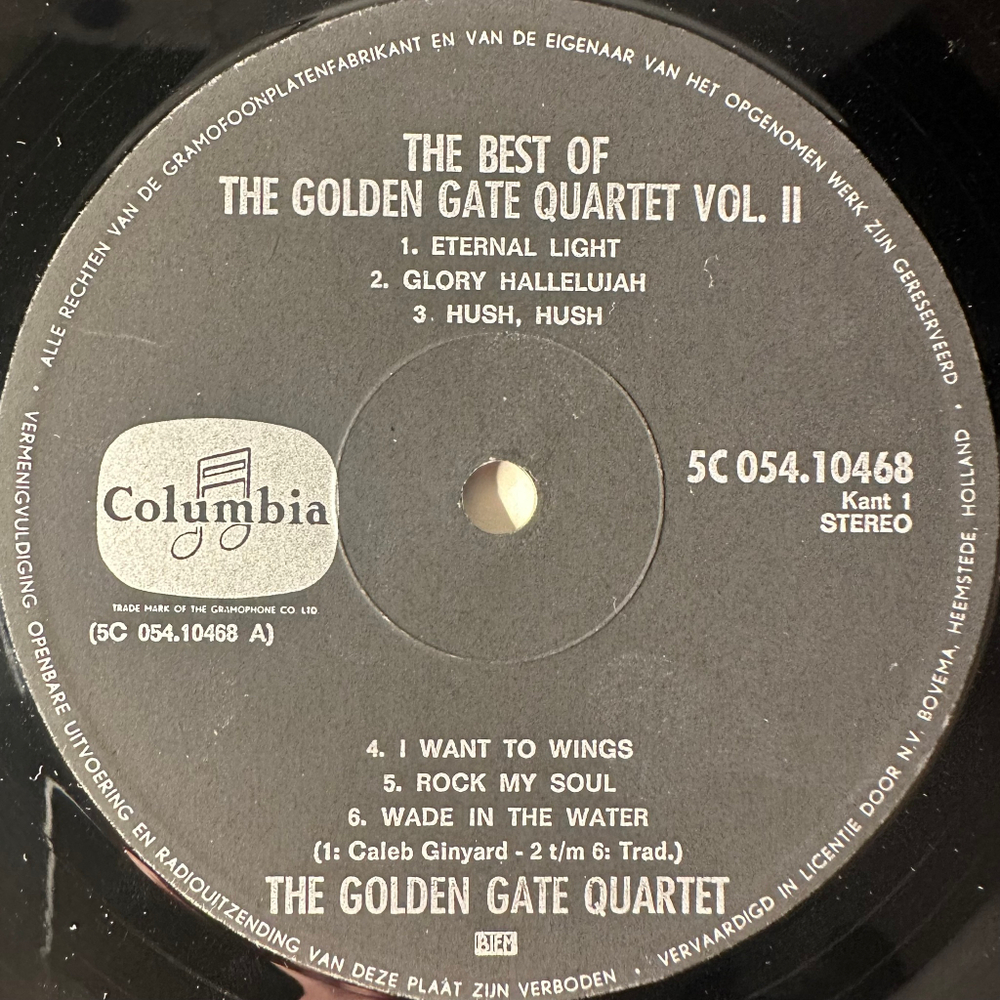 ALLE RECHTEN VAN DE GRAMOFOONPLATENFABRIKANT EN VAN DE EIGENAAR VAN HET OPGENOMEN WERK ZIJN GERESERVEERD •
THE BEST OF
THE GOLDEN GATE QUARTET VOL. II
1. ETERNAL LIGHT
2. GLORY HALLELUJAH
3. HUSH, HUSH
Columbia
TRADE MARK OF THE GRAMOPHONE CO. LTD.
(5C 054.10468 A)
5C 054.10468
Kant 1
STEREO
4. I WANT TO WINGS
5. ROCK MY SOUL
6. WADE IN THE WATER
(1: Caleb Ginyard - 2 t/m 6: Trad.)
THE GOLDEN GATE QUARTET
BIEM
VERMENIGVULDIGING OPENBARE UITVOERING EN RADIOUITZENDING VAN DEZE PLAAT ZIJN VERBODEN • VERVAARDIGD IN LICENTIE DOOR N.V. BOVEMA, HEEMSTEDE, HOLLAND •